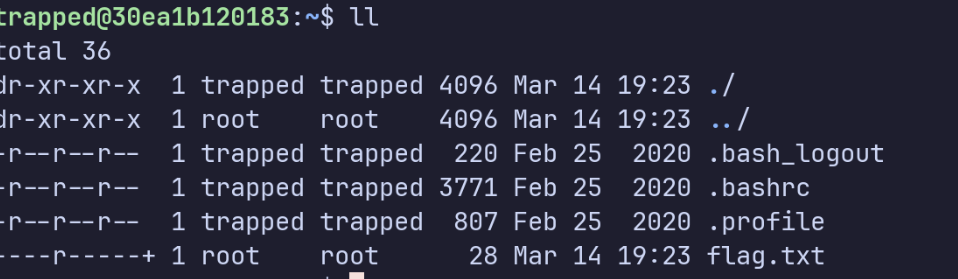 trapped@30ea1b120183:~$ ll
total 36
dr-xr-xr-x  1 trapped trapped 4096 Mar 14 19:23 ./
dr-xr-xr-x  1 root    root    4096 Mar 14 19:23 ../
-r--r--r--  1 trapped trapped  220 Feb 25  2020 .bash_logout
-r--r--r--  1 trapped trapped 3771 Feb 25  2020 .bashrc
-r--r--r--  1 trapped trapped  807 Feb 25  2020 .profile
----r-----+ 1 root    root      28 Mar 14 19:23 flag.txt